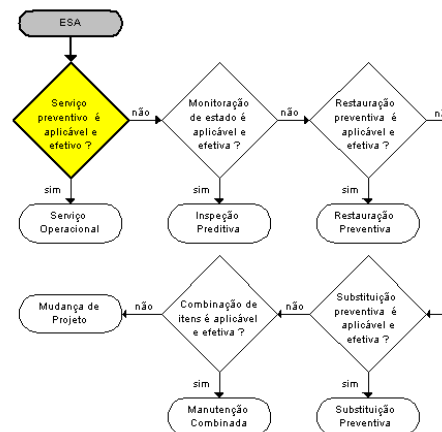 ESA
Serviço
preventivo é
aplicável e
efetivo ?
não
Monitoração
de estado é
aplicável e
efetiva ?
não
Restauração
preventiva é
aplicável e
efetiva ?
sim
sim
sim
Serviço
Operacional
Inspeção
Preditiva
Restauração
Preventiva
Mudança de
Projeto
não
Combinação de
itens é aplicável
e efetiva ?
não
Substituição
preventiva é
aplicável e
efetiva ?
sim
sim
Manutenção
Combinada
Substituição
Preventiva